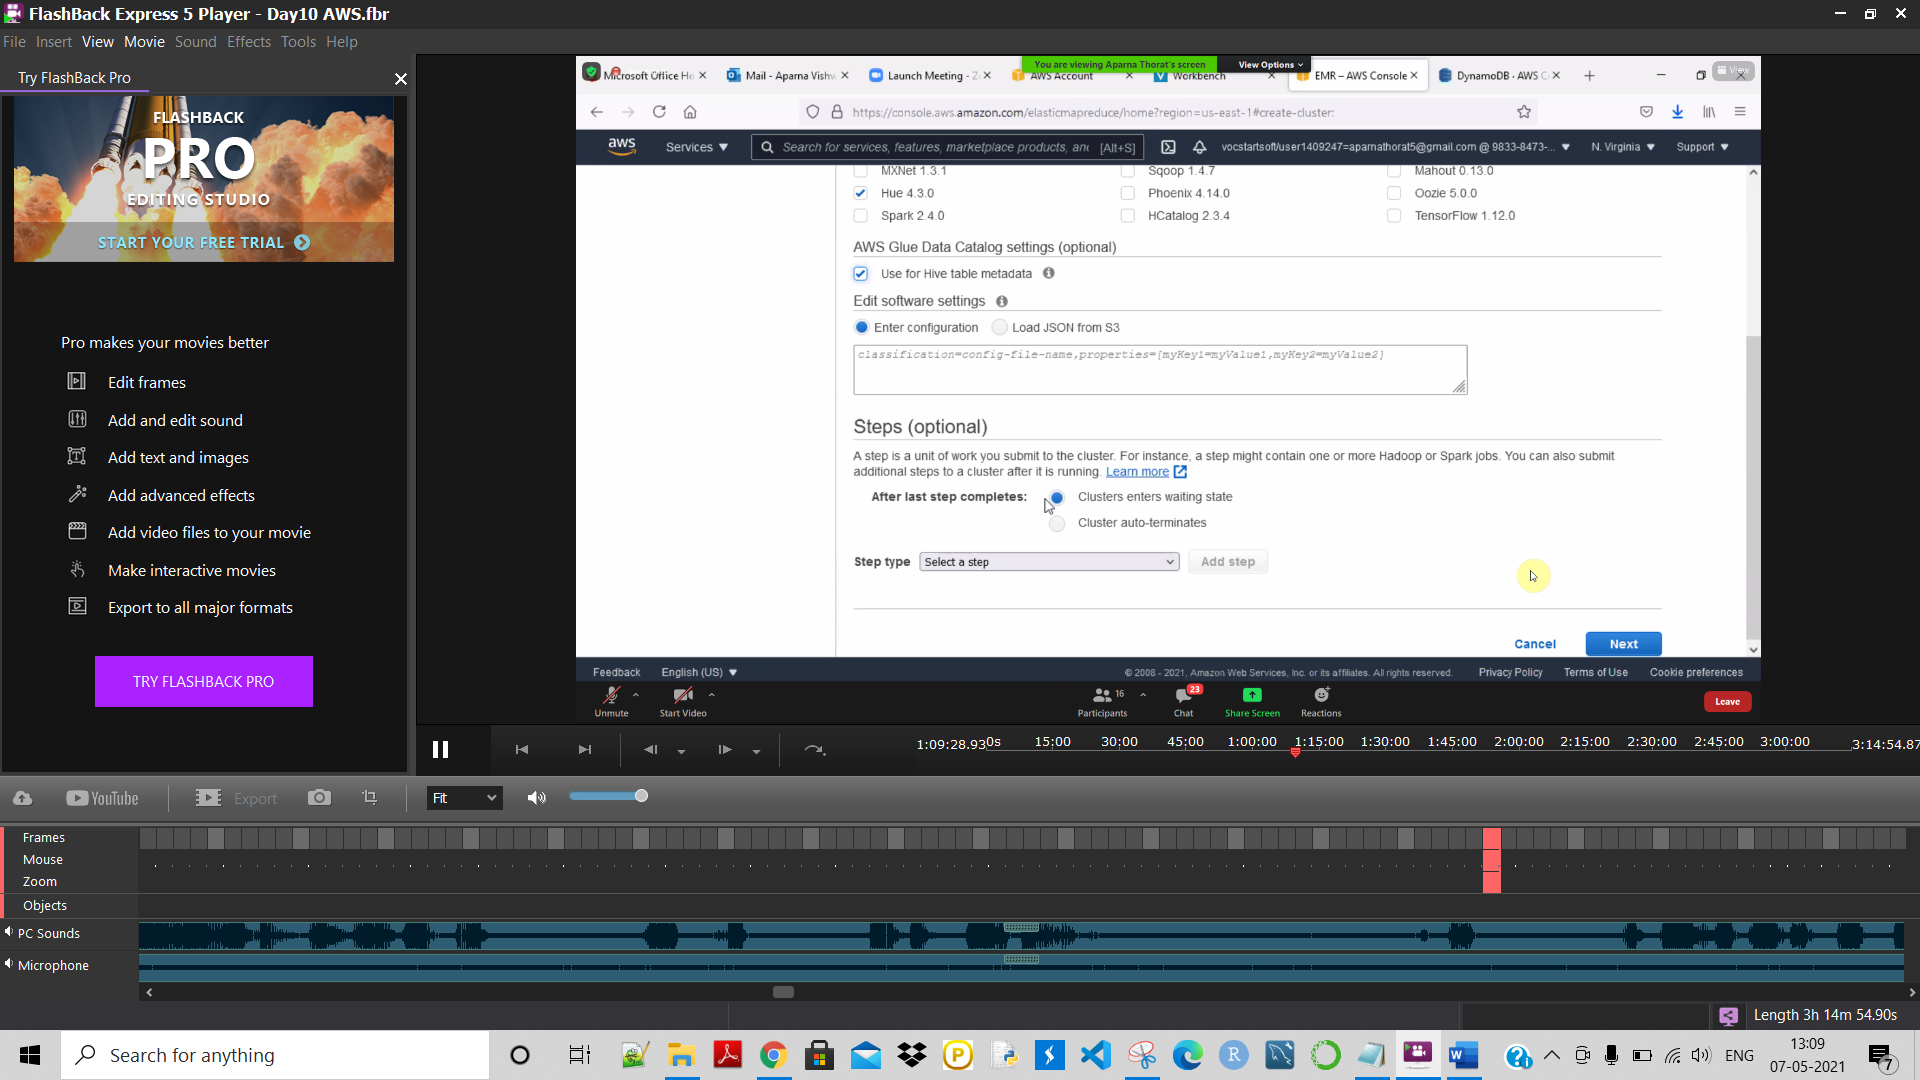 FlashBack Express 5 Player - Day10 AWS.fbr
File Insert View Movie Sound Effects Tools Help
Try FlashBack Pro
FLASHBACK
PRO
EDITING STUDIO
START YOUR FREE TRIAL
Pro makes your movies better
Edit frames
Add and edit sound
Add text and images
Add advanced effects
Add video files to your movie
Make interactive movies
Export to all major formats
TRY FLASHBACK PRO
You are viewing Aparna Thorat's screen View Options
Microsoft Office Ho
Mail - Aparna Vishw
Launch Meeting - Z
AWS Account
Workbench
EMR – AWS Console
DynamoDB · AWS C
View
https://console.aws.amazon.com/elasticmapreduce/home?region=us-east-1#create-cluster:
aws Services Search for services, features, marketplace products, and [Alt+S] vocstartsoft/user1409247=aparnathorat5@gmail.com @ 9833-8473-... N. Virginia Support
MXNet 1.3.1 Sqoop 1.4.7 Mahout 0.13.0
Hue 4.3.0 Phoenix 4.14.0 Oozie 5.0.0
Spark 2.4.0 HCatalog 2.3.4 TensorFlow 1.12.0
AWS Glue Data Catalog settings (optional)
Use for Hive table metadata
Edit software settings
Enter configuration Load JSON from S3
classification=config-file-name,properties=[myKey1=myValue1,myKey2=myValue2]
Steps (optional)
A step is a unit of work you submit to the cluster. For instance, a step might contain one or more Hadoop or Spark jobs. You can also submit
additional steps to a cluster after it is running. Learn more
After last step completes: Clusters enters waiting state
Cluster auto-terminates
Step type Select a step Add step
Cancel Next
Feedback English (US) © 2008 - 2021, Amazon Web Services, Inc. or its affiliates. All rights reserved. Privacy Policy Terms of Use Cookie preferences
Unmute Start Video Participants 16 Chat 23 Share Screen Reactions Leave
1:09:28.930s 15:00 30:00 45:00 1:00:00 1:15:00 1:30:00 1:45:00 2:00:00 2:15:00 2:30:00 2:45:00 3:00:00 3:14:54.87
YouTube Export Fit
Frames
Mouse
Zoom
Objects
PC Sounds
Microphone
Length 3h 14m 54.90s
Search for anything
ENG
13:09
07-05-2021
7